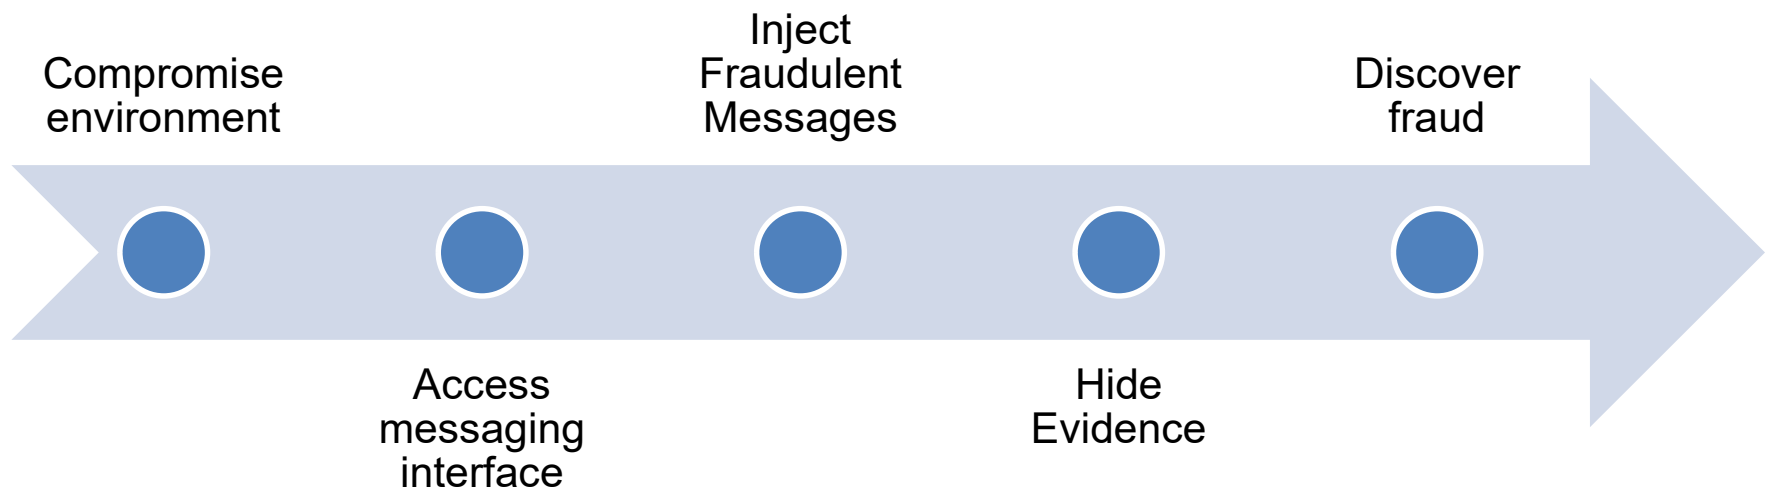 Compromise
environment
Access
messaging
interface
Inject
Fraudulent
Messages
Hide
Evidence
Discover
fraud